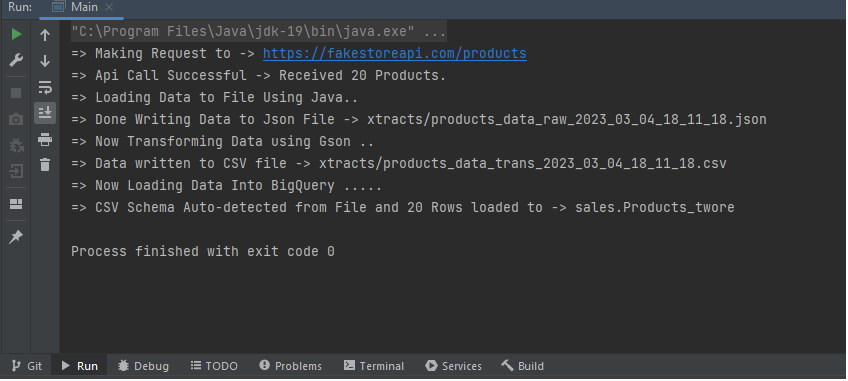 Run: Main
"C:\Program Files\Java\jdk-19\bin\java.exe" ...
=> Making Request to -> https://fakestoreapi.com/products
=> Api Call Successful -> Received 20 Products.
=> Loading Data to File Using Java..
=> Done Writing Data to Json File -> xtracts/products_data_raw_2023_03_04_18_11_18.json
=> Now Transforming Data using Gson ..
=> Data written to CSV file -> xtracts/products_data_trans_2023_03_04_18_11_18.csv
=> Now Loading Data Into BigQuery .....
=> CSV Schema Auto-detected from File and 20 Rows loaded to -> sales.Products_twore
Process finished with exit code 0
Git Run Debug TODO Problems Terminal Services Build